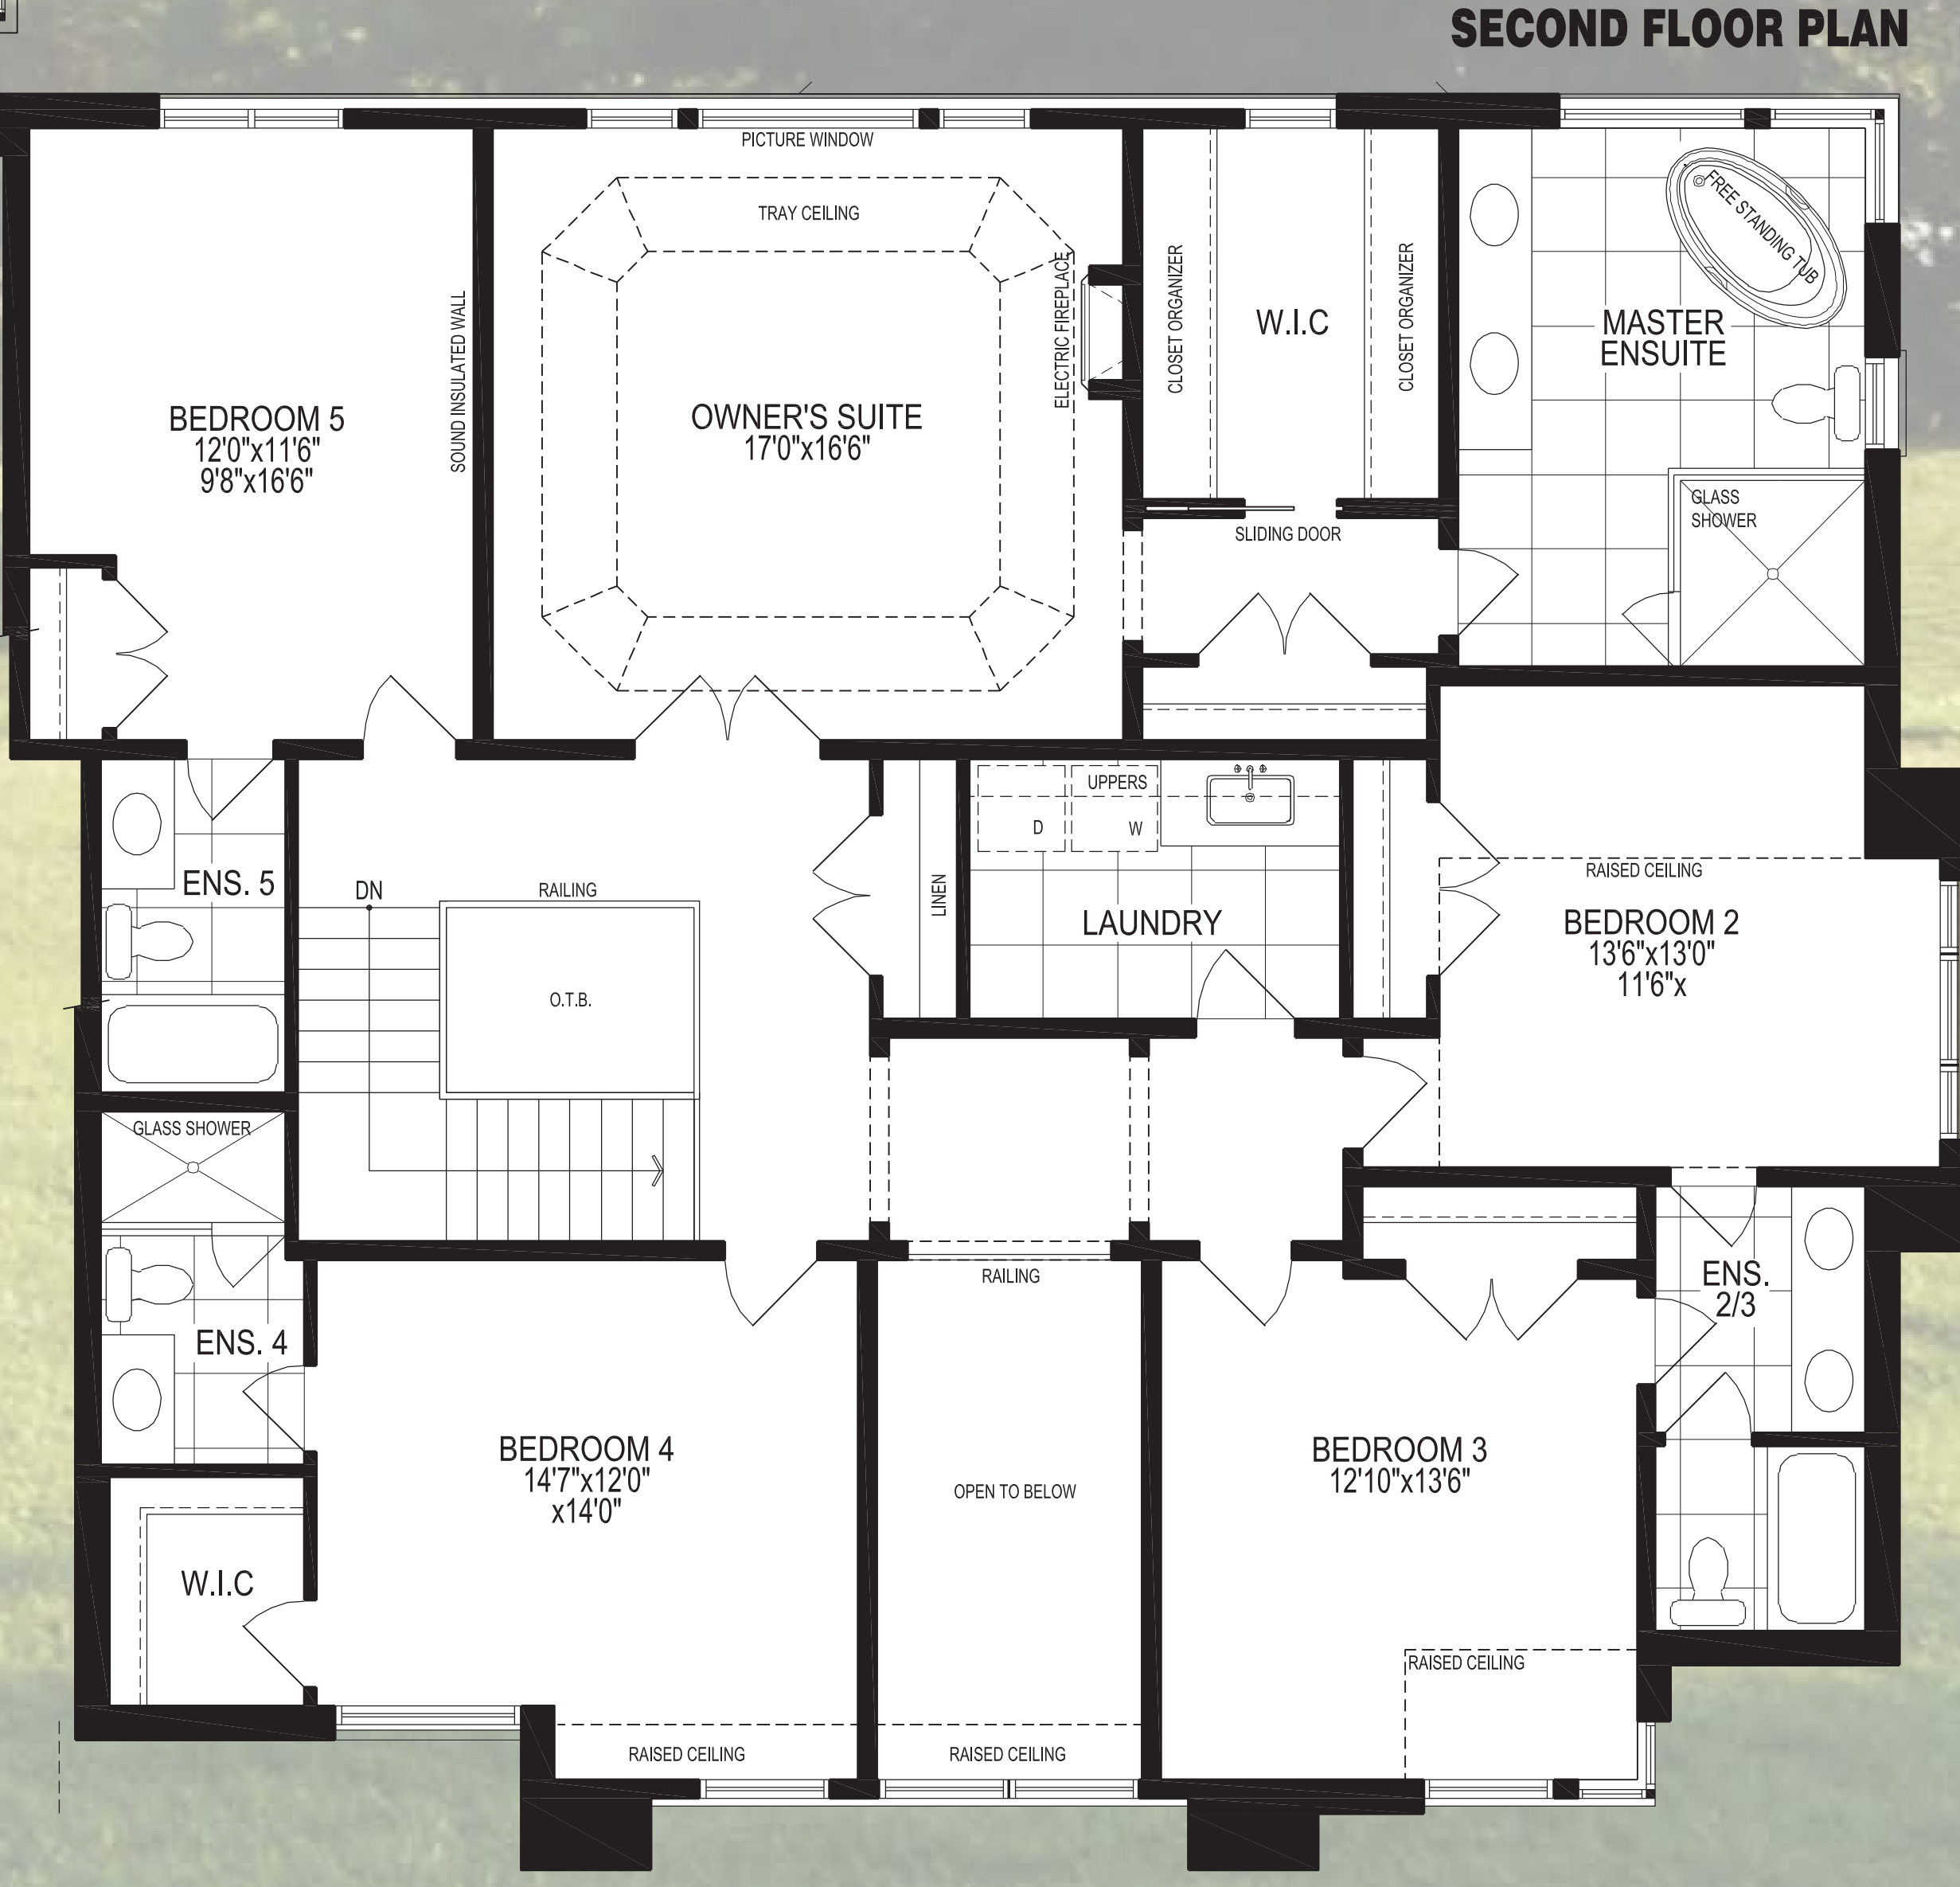 SECOND FLOOR PLAN
PICTURE WINDOW
TRAY CEILING
SOUND INSULATED WALL
BEDROOM 5
12'0"x11'6"
9'8"x16'6"
OWNER'S SUITE
17'0"x16'6"
ELECTRIC FIREPLACE
CLOSET ORGANIZER
W.I.C
CLOSET ORGANIZER
FREE STANDING TUB
MASTER
ENSUITE
GLASS
SHOWER
SLIDING DOOR
UPPERS
D
W
LAUNDRY
LINEN
ENS. 5
DN
RAILING
O.T.B.
RAISED CEILING
BEDROOM 2
13'6"x13'0"
11'6"x
GLASS SHOWER
ENS. 4
RAILING
ENS.
2/3
BEDROOM 4
14'7"x12'0"
x14'0"
OPEN TO BELOW
BEDROOM 3
12'10"x13'6"
W.I.C
RAISED CEILING
RAISED CEILING
RAISED CEILING